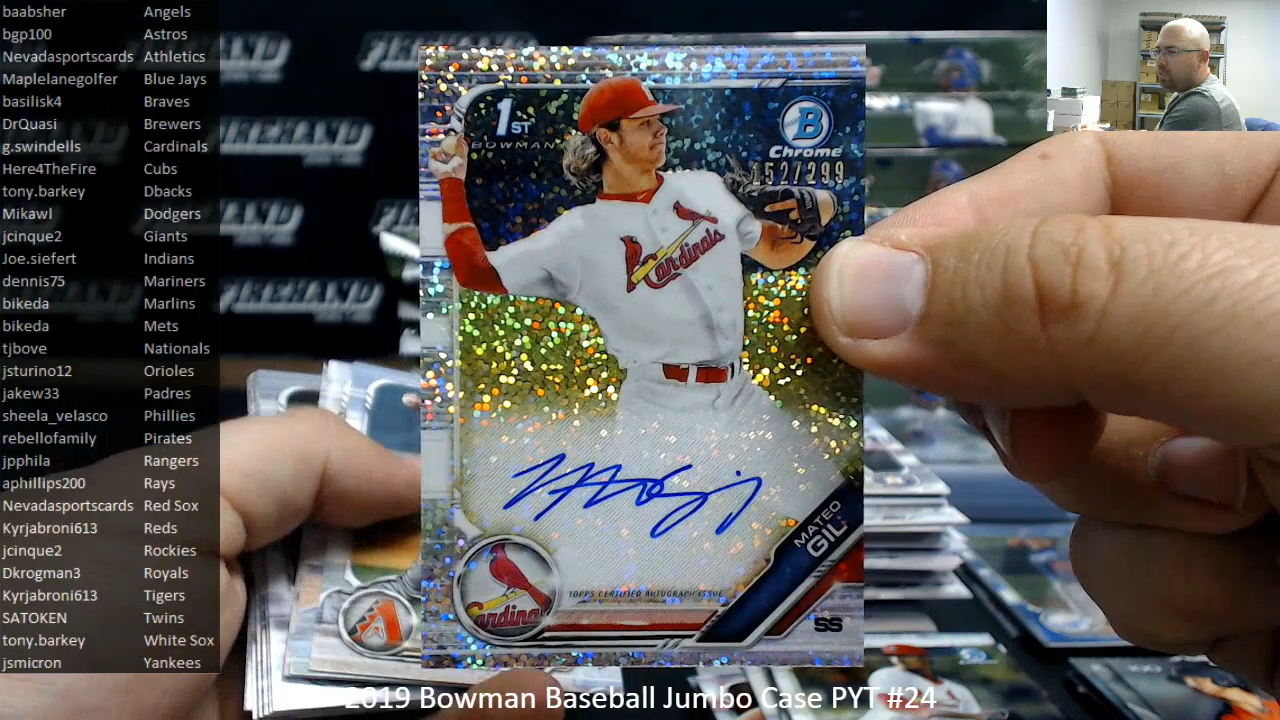 baabsher Angels
bgp100 Astros
Nevadasportscards Athletics
Maplelanegolfer Blue Jays
basilisk4 Braves
DrQuasi Brewers
g.swindells Cardinals
Here4TheFire Cubs
tony.barkey Dbacks
Mikawl Dodgers
jcinque2 Giants
Joe.siefert Indians
dennis75 Mariners
bikeda Marlins
bikeda Mets
tjbove Nationals
jsturino12 Orioles
jakew33 Padres
sheela_velasco Phillies
rebellofamily Pirates
jpphila Rangers
aphillips200 Rays
Nevadasportscards Red Sox
Kyrjabroni613 Reds
jcinque2 Rockies
Dkrogman3 Royals
Kyrjabroni613 Tigers
SATOKEN Twins
tony.barkey White Sox
jsmicron Yankees
FIREHAND
1ST
BOWMAN
B
Chrome
152/299
Cardinals
MATEO
GIL
TOPPS CERTIFIED AUTOGRAPH ISSUE
Cardinals
SS
2019 Bowman Baseball Jumbo Case PYT #24